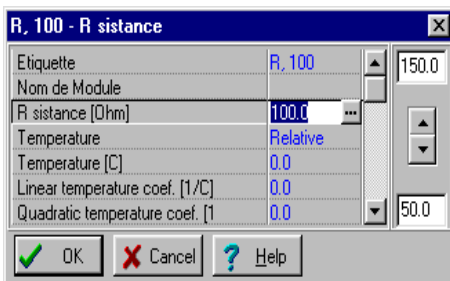 R, 100 - R sistance
Etiquette R, 100
Nom de Module
R sistance [Ohm] 100.0 ...
Temperature Relative
Temperature [C] 0.0
Linear temperature coef. [1/C] 0.0
Quadratic temperature coef. [1 0.0
150.0
50.0
OK Cancel Help